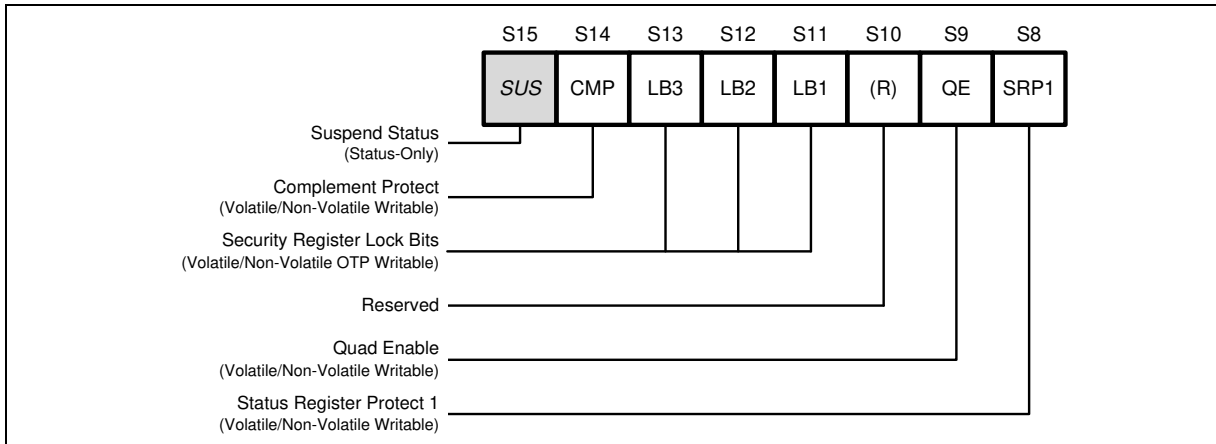 S15 S14 S13 S12 S11 S10 S9 S8
SUS CMP LB3 LB2 LB1 (R) QE SRP1
Suspend Status
(Status-Only)
Complement Protect
(Volatile/Non-Volatile Writable)
Security Register Lock Bits
(Volatile/Non-Volatile OTP Writable)
Reserved
Quad Enable
(Volatile/Non-Volatile Writable)
Status Register Protect 1
(Volatile/Non-Volatile Writable)